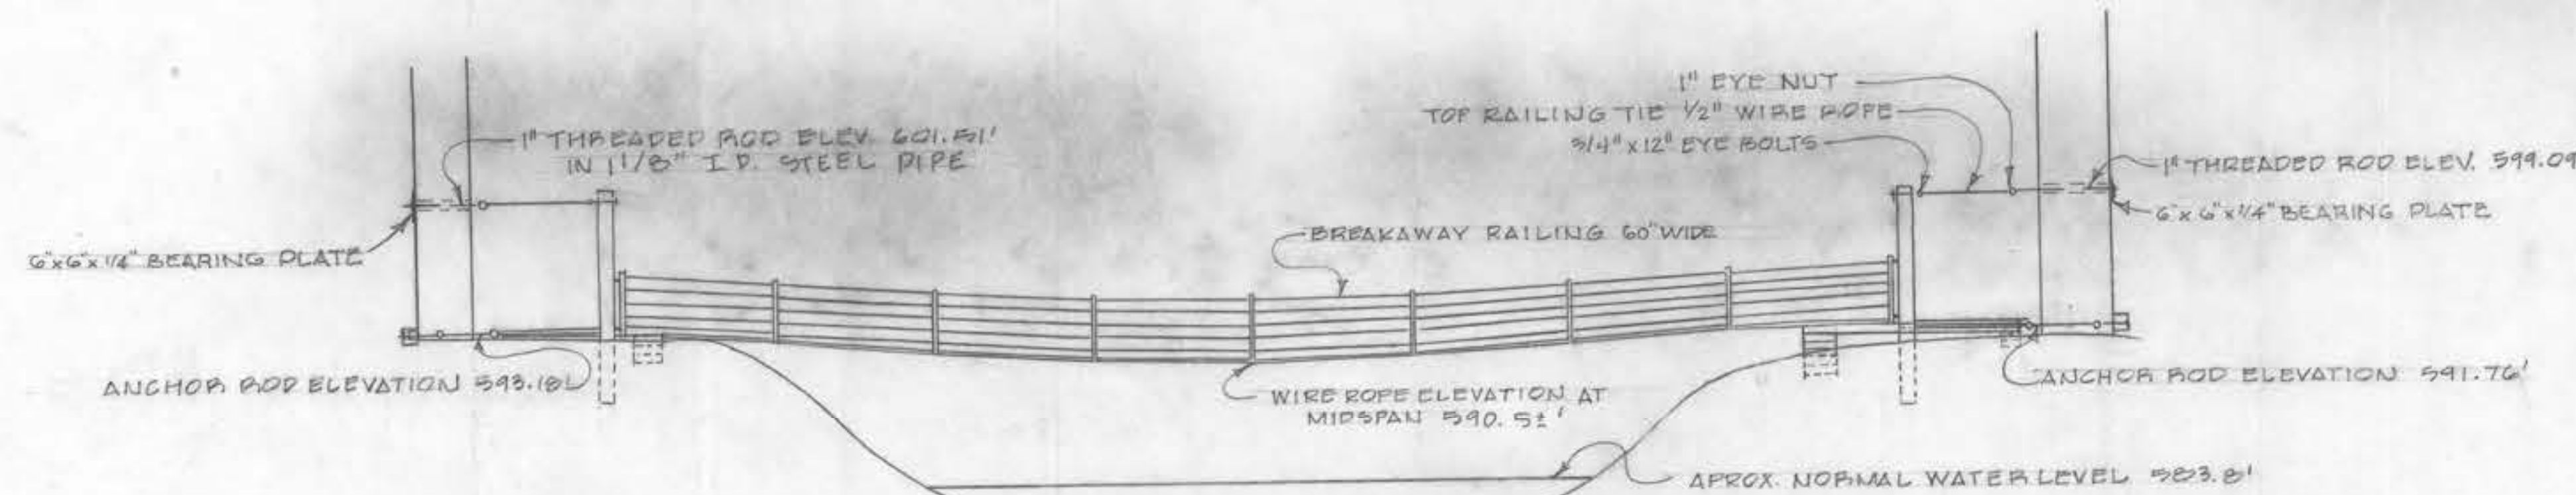 1" THREADED ROD ELEV. 601.51'
IN 1 1/8" I.D. STEEL PIPE
6"x6"x1/4" BEARING PLATE
ANCHOR ROD ELEVATION 593.18'
1" EYE NUT
TOP RAILING TIE 1/2" WIRE ROPE
3/4" x 12" EYE BOLTS
BREAKAWAY RAILING 60" WIDE
WIRE ROPE ELEVATION AT
MIDSPAN 590.5±'
1" THREADED ROD ELEV. 599.09
6"x6"x1/4" BEARING PLATE
ANCHOR ROD ELEVATION 591.76'
APROX. NORMAL WATER LEVEL 583.8'